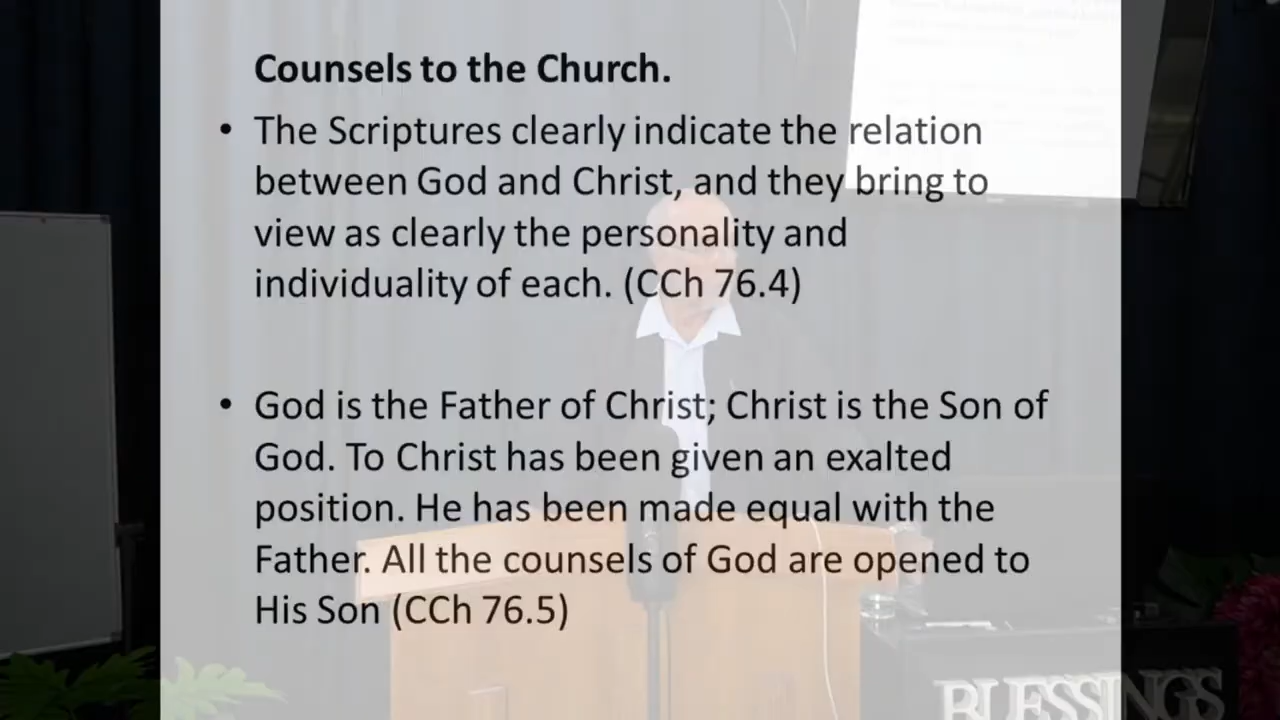 Counsels to the Church.
• The Scriptures clearly indicate the relation
between God and Christ, and they bring to
view as clearly the personality and
individuality of each. (CCh 76.4)
• God is the Father of Christ; Christ is the Son of
God. To Christ has been given an exalted
position. He has been made equal with the
Father. All the counsels of God are opened to
His Son (CCh 76.5)
BLESSINGS